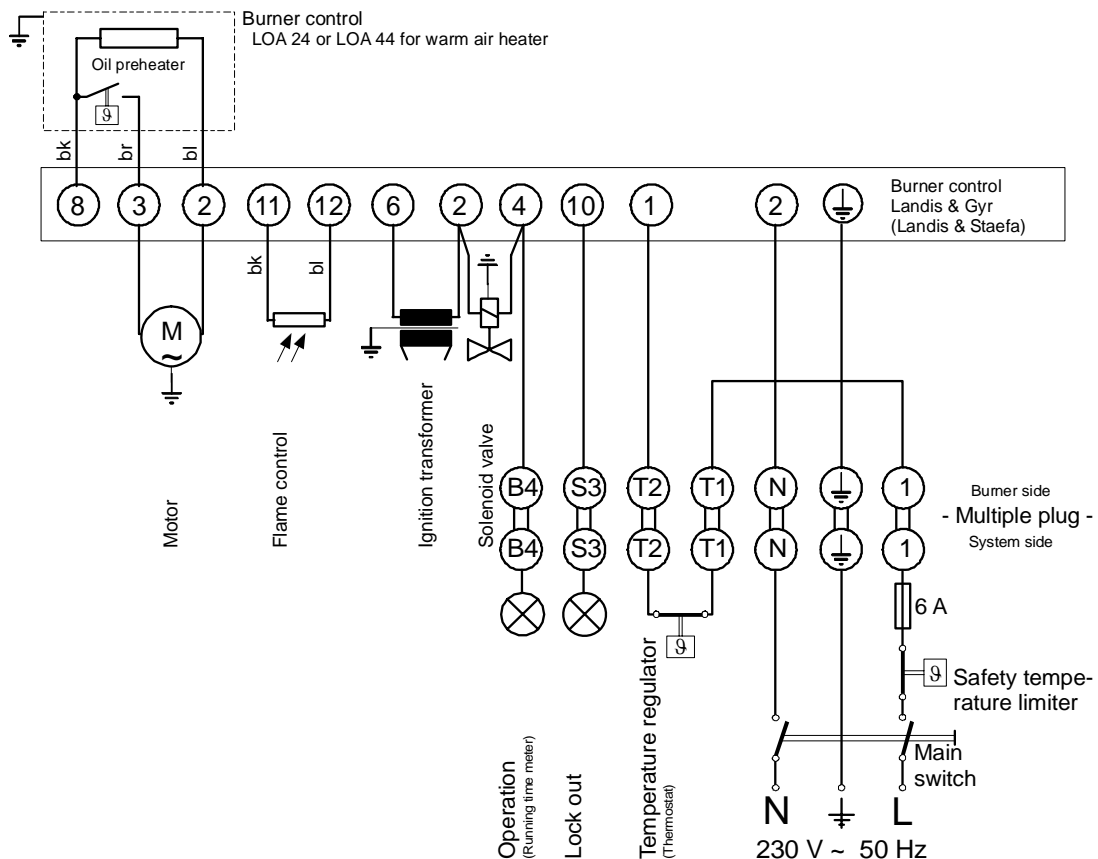 Burner control
LOA 24 or LOA 44 for warm air heater
Oil preheater
ϑ
bk
br
bl
8
3
2
11
12
6
2
4
10
1
2
Burner control
Landis & Gyr
(Landis & Staefa)
bk
bl
M
~
Motor
Flame control
Ignition transformer
Solenoid valve
B4
S3
T2
T1
N
1
Burner side
- Multiple plug -
System side
B4
S3
T2
T1
N
1
6 A
ϑ
ϑ
Safety tempe-
rature limiter
Main
switch
Operation
(Running time meter)
Lock out
Temperature regulator
(Thermostat)
N
L
230 V ~ 50 Hz